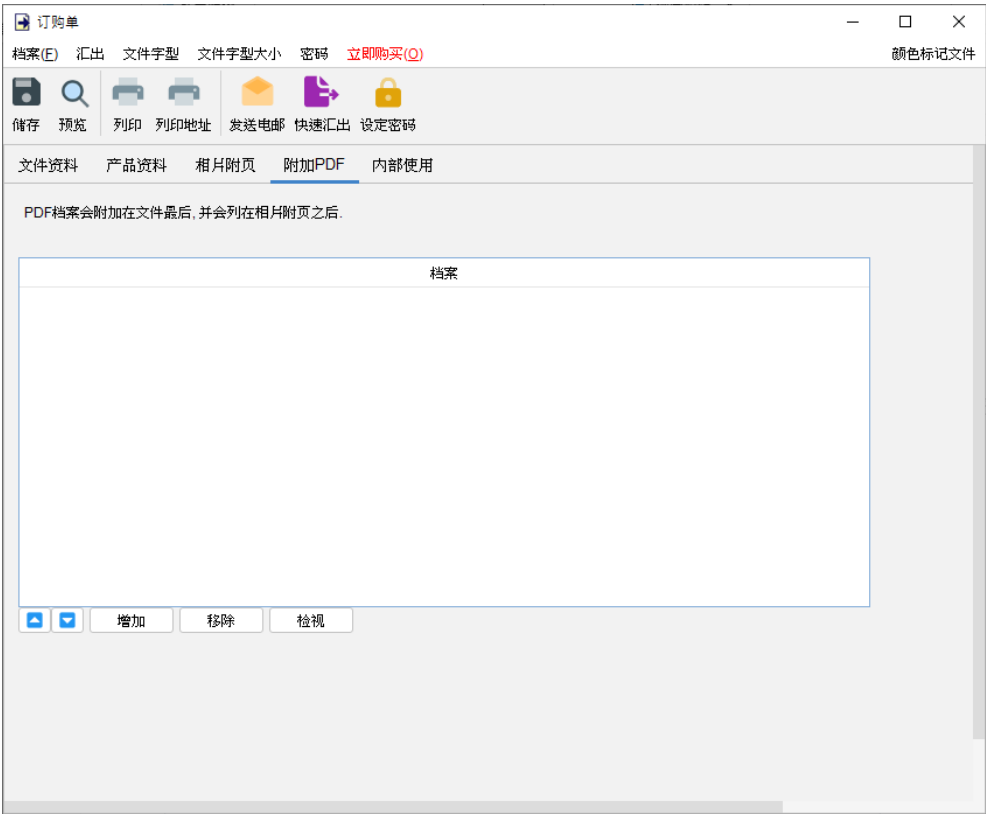 订购单
档案(F) 汇出 文件字型 文件字型大小 密码 立即购买(O) 颜色标记文件
储存 预览 列印 列印地址 发送电邮 快速汇出 设定密码
文件资料 产品资料 相片附页 附加PDF 内部使用
PDF档案会附加在文件最后, 并会列在相片附页之后.
档案
增加 移除 检视